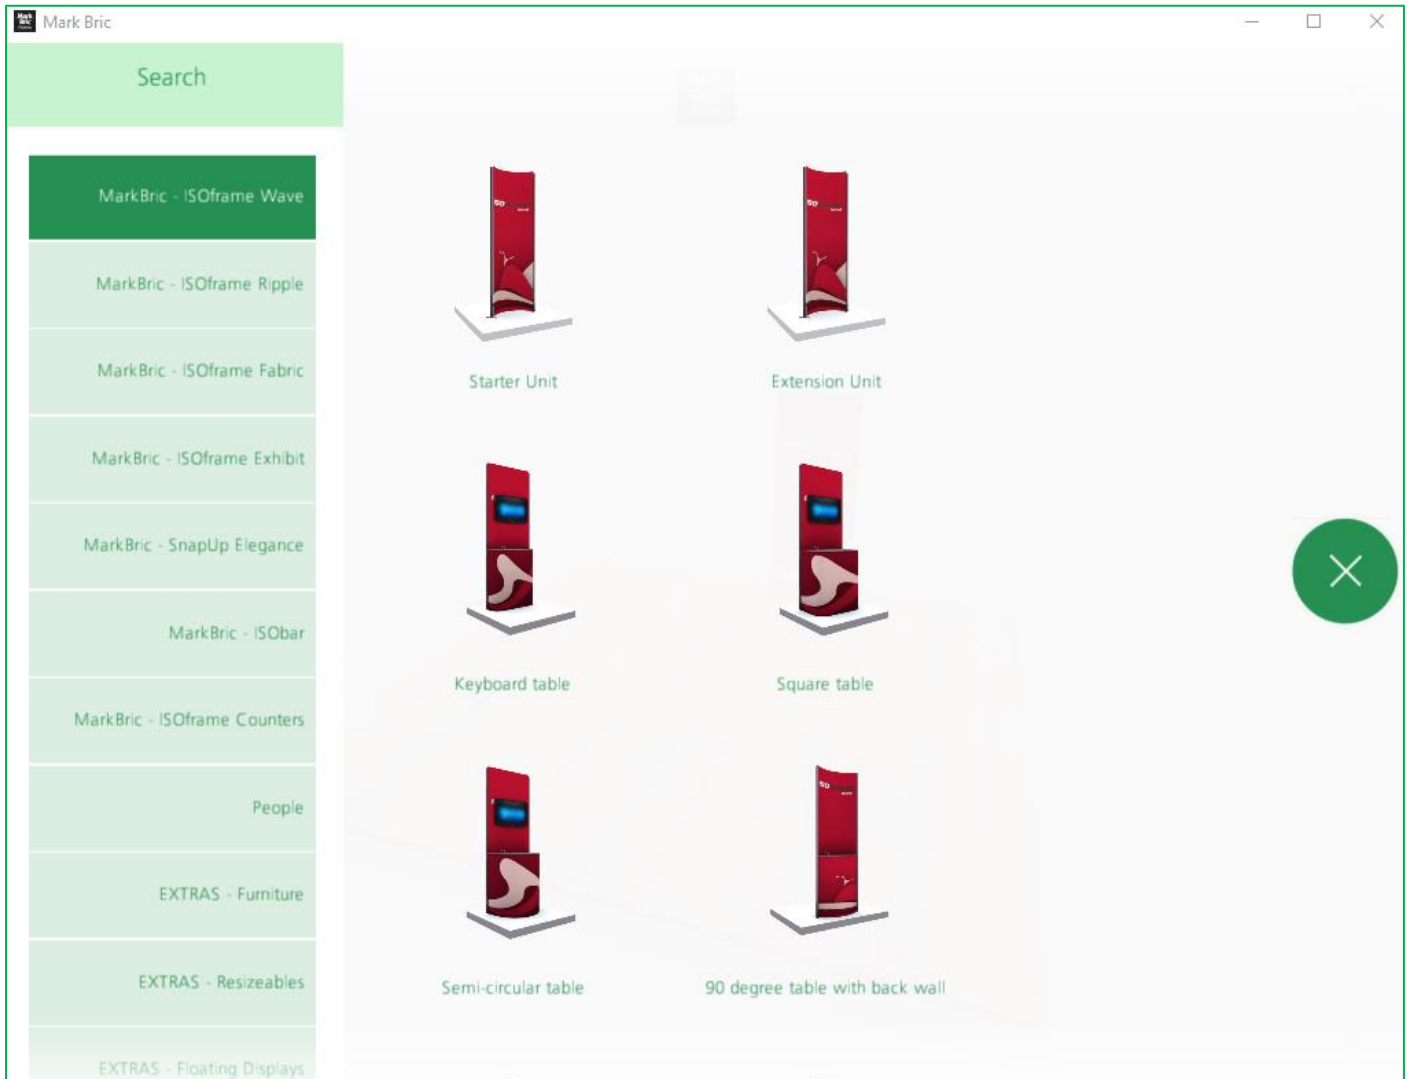 Mark Bric
Search
MarkBric - ISOframe Wave
MarkBric - ISOframe Ripple
MarkBric - ISOframe Fabric
MarkBric - ISOframe Exhibit
MarkBric - SnapUp Elegance
MarkBric - ISObar
MarkBric - ISOframe Counters
People
EXTRAS - Furniture
EXTRAS - Resizeables
EXTRAS - Floating Displays
Starter Unit
Extension Unit
Keyboard table
Square table
Semi-circular table
90 degree table with back wall